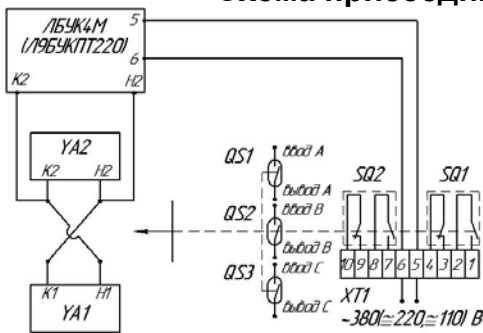 5
ЛБУК4М
(Л9БУКПТ220)
6
К2
Н2
YA2
К2
Н2
К1
Н1
YA1
QS1
Ввод А
Вывод А
QS2
Ввод В
Вывод В
QS3
Ввод С
Вывод С
SQ2
SQ1
10 9 8 7 6 5 4 3 2 1
XT1
~380(≃220,≃110) В